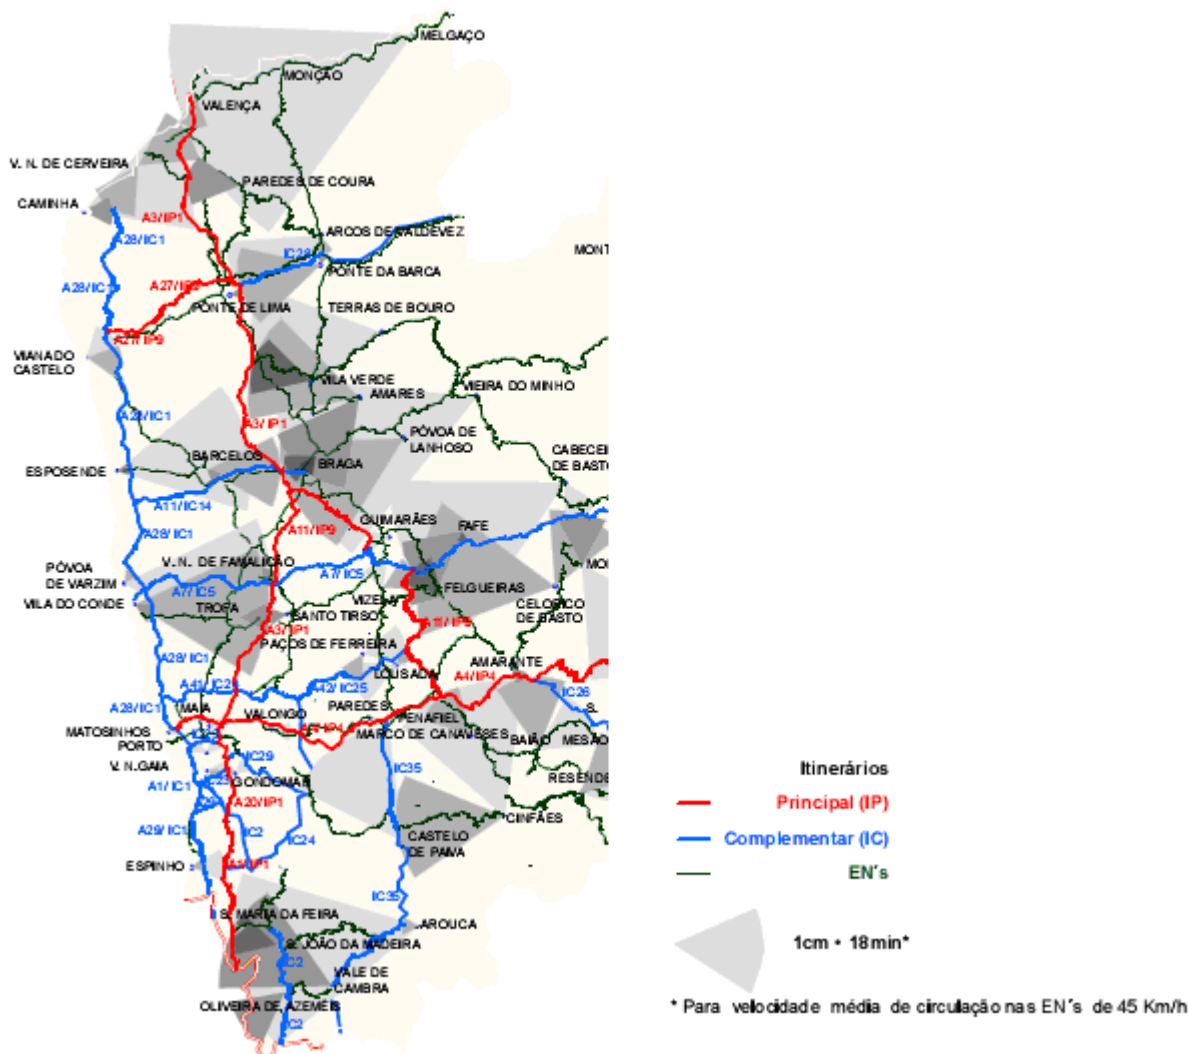 MELGAÇO
MONÇÃO
VALENÇA
V. N. DE CERVEIRA
PAREDES DE COURA
CAMINHA
A3/IP1
A28/IC1
ARCOS DE VALDEVEZ
MONT
IC28
PONTE DA BARCA
A28/IC1
A27/IP9
PONTE DE LIMA
TERRAS DE BOURO
A27/IP9
VIANA DO
CASTELO
VILA VERDE
VIEIRA DO MINHO
AMARES
A28/IC1
A3/IP1
PÓVOA DE
LANHOSO
CABECEI
DE BASTO
BARCELOS
BRAGA
ESPOSENDE
A11/IC14
GUIMARÃES
FAFE
A28/IC1
A11/IP9
V.N. DE FAMALICÃO
PÓVOA
DE VARZIM
A7/IC5
MON
A7/IC5
FELGUEIRAS
VILA DO CONDE
TROFA
VIZELA
CELORICO
DE BASTO
SANTO TIRSO
A11/IP9
A3/IP1
PAÇOS DE FERREIRA
A28/IC1
AMARANTE
LOUSADA
A4/IP4
A41/IC24
A42/IC25
IC26
A28/IC1
MAIA
VALONGO
PAREDES
PENAFIEL
S.
MATOSINHOS
A4/IP4
MARCO DE CANAVESES
BAIÃO
MESÃO
PORTO
IC29
V. N.GAIA
IC35
RESENDE
A1/IC1
IC23
GONDOMAR
A20/IP1
CINFÃES
A29/IC1
IC2
IC24
CASTELO
DE PAIVA
ESPINHO
A1/IP1
IC35
S. MARIA DA FEIRA
AROUCA
S. JOÃO DA MADEIRA
IC2
VALE DE
CAMBRA
OLIVEIRA DE AZEMÉIS
IC2
Itinerários
Principal (IP)
Complementar (IC)
EN´s
1cm • 18min*
* Para velocidade média de circulação nas EN´s de 45 Km/h